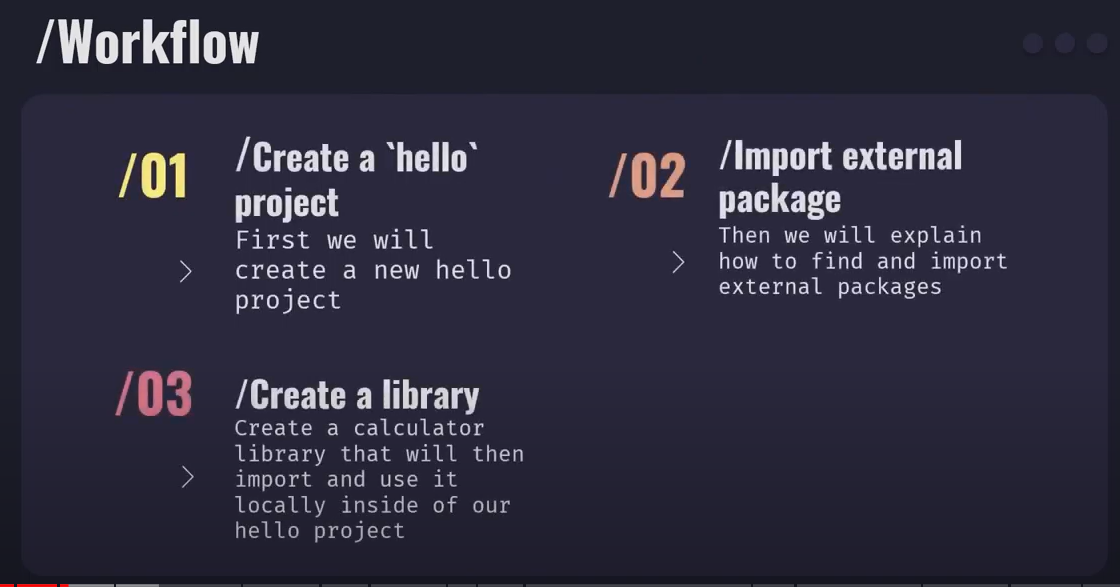 /Workflow
/01
/Create a `hello`
project
First we will
create a new hello
project
/02
/Import external
package
Then we will explain
how to find and import
external packages
/03
/Create a library
Create a calculator
library that will then
import and use it
locally inside of our
hello project